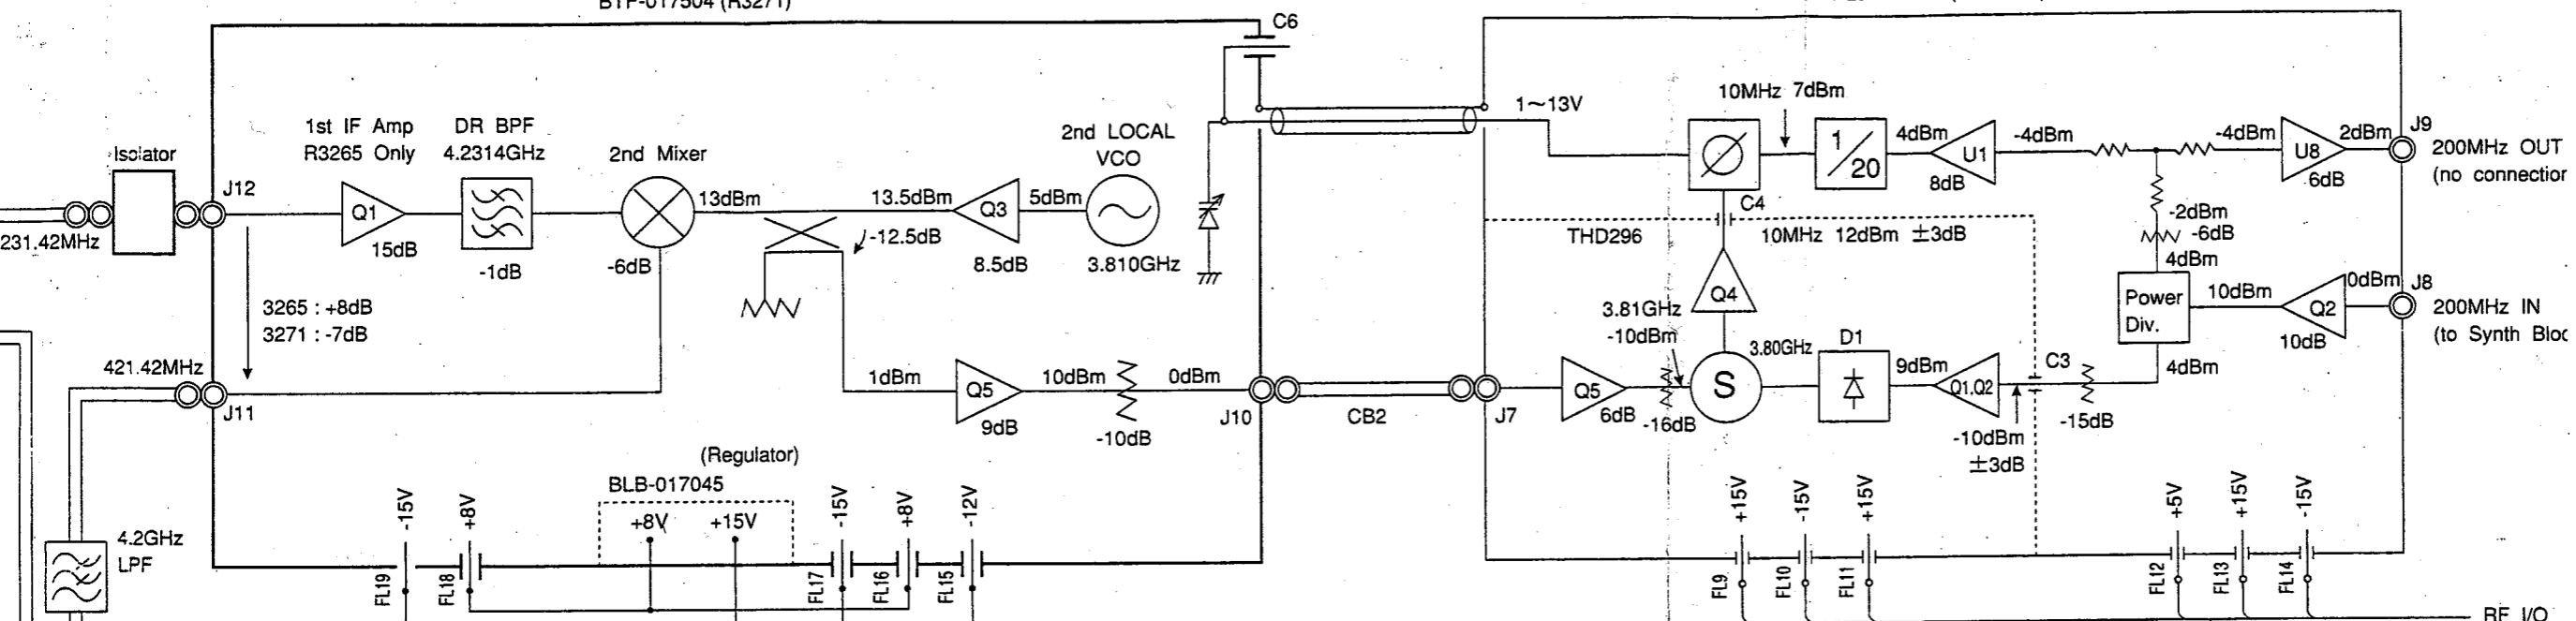 BTF-017504 (R3271)
C6
1~13V
10MHz 7dBm
1st IF Amp
R3265 Only
DR BPF
4.2314GHz
2nd Mixer
2nd LOCAL
VCO
Isolator
J12
Q1
15dB
-1dB
-6dB
13dBm
13.5dBm
Q3
5dBm
8.5dB
3.810GHz
-12.5dB
231.42MHz
3265 : +8dB
3271 : -7dB
421.42MHz
J11
1dBm
Q5
9dB
10dBm
-10dB
0dBm
J10
CB2
J7
Ø
1
20
4dBm
U1
8dB
-4dBm
-4dBm
U8
6dB
2dBm
J9
200MHz OUT
(no connection
C4
THD296
10MHz 12dBm ±3dB
-2dBm
-6dB
4dBm
Q4
3.81GHz
-10dBm
Power
Div.
10dBm
Q2
10dB
0dBm
J8
200MHz IN
(to Synth Bloc
Q5
6dB
-16dB
S
3.80GHz
D1
9dBm
Q1.Q2
-10dBm
±3dB
C3
-15dB
4dBm
(Regulator)
BLB-017045
+8V
+15V
4.2GHz
LPF
-15V
+8V
-15V
+8V
-12V
FL19
FL18
FL17
FL16
FL15
+15V
-15V
+15V
+5V
+15V
-15V
FL9
FL10
FL11
FL12
FL13
FL14
RF I/O